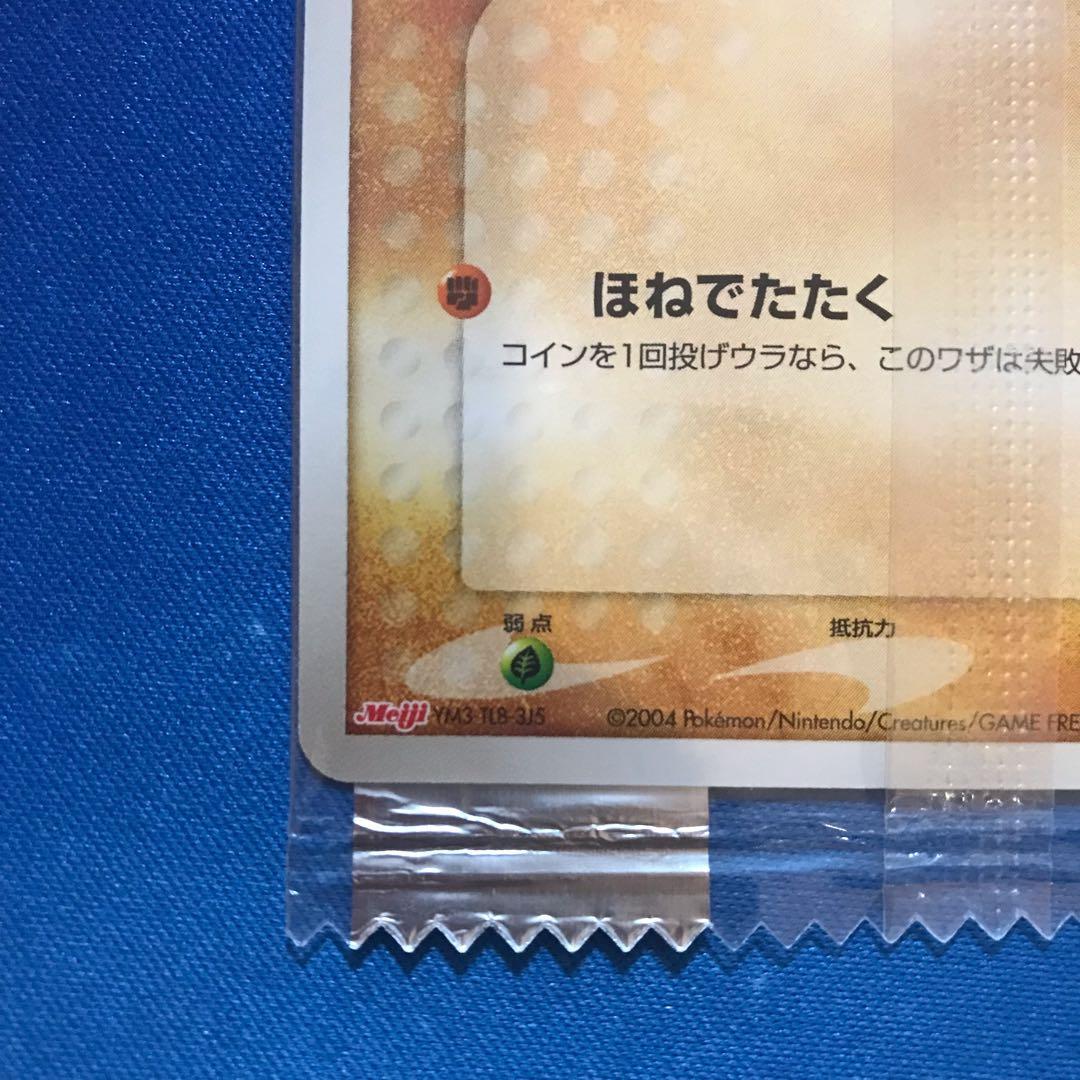 ほねでたたく
コインを1回投げウラなら、このワザは失敗
弱点
抵抗力
Meiji YM3-TLB-3J5 ©2004 Pokémon/Nintendo/Creatures/GAME FRE